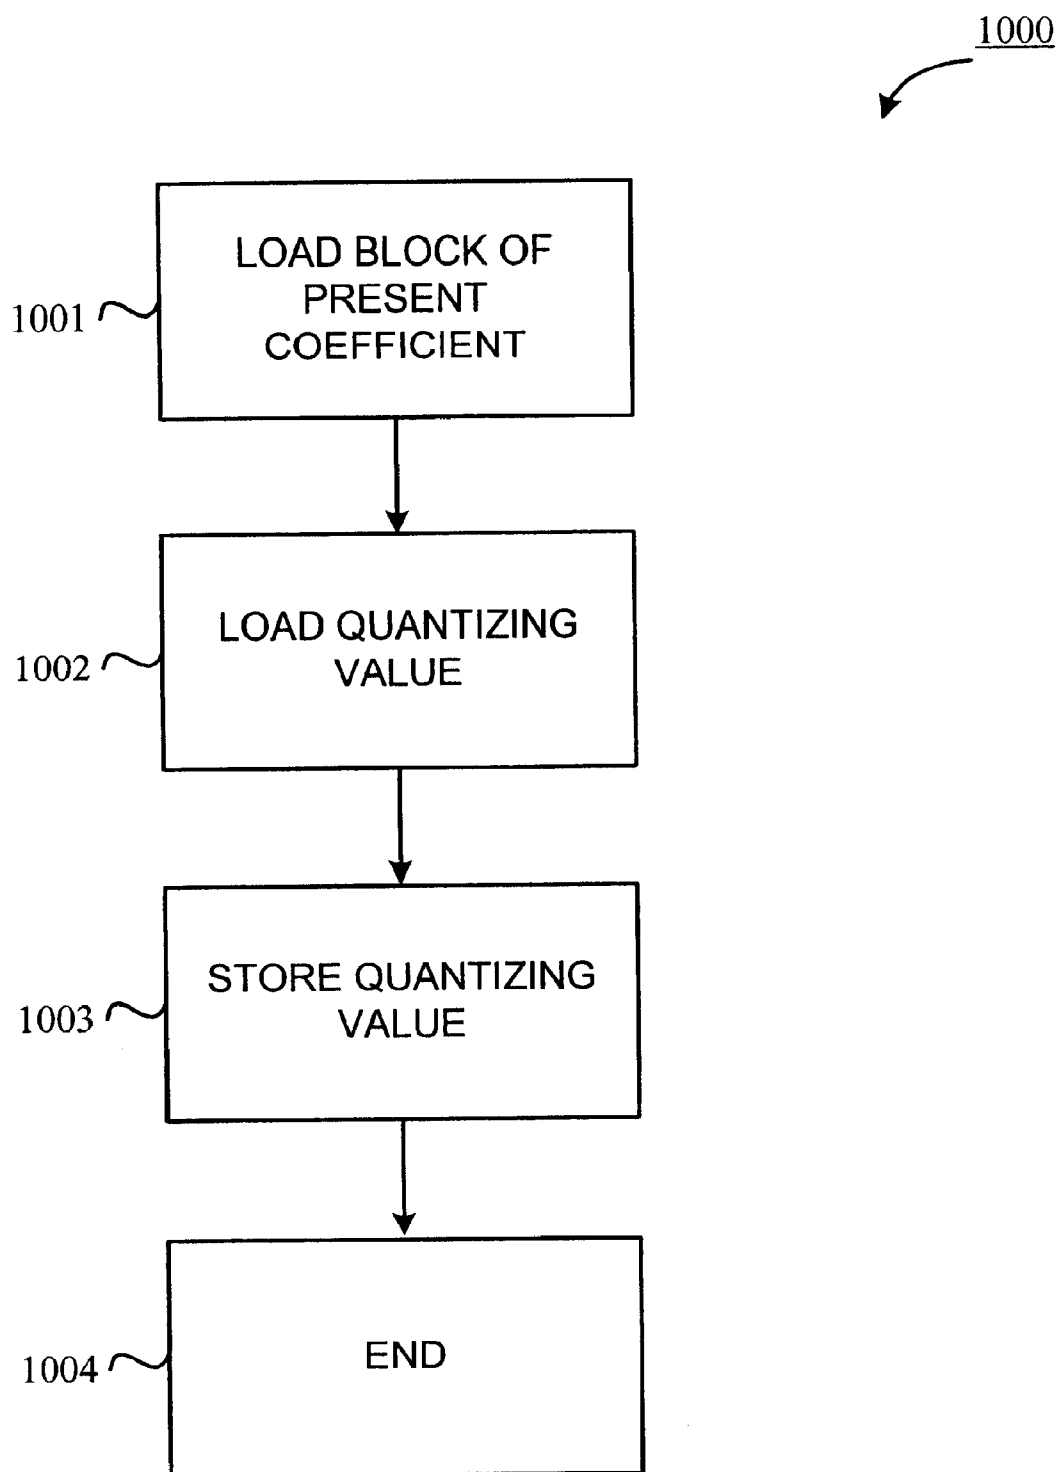 1000
LOAD BLOCK OF
PRESENT
COEFFICIENT
1001
LOAD QUANTIZING
VALUE
1002
STORE QUANTIZING
VALUE
1003
END
1004